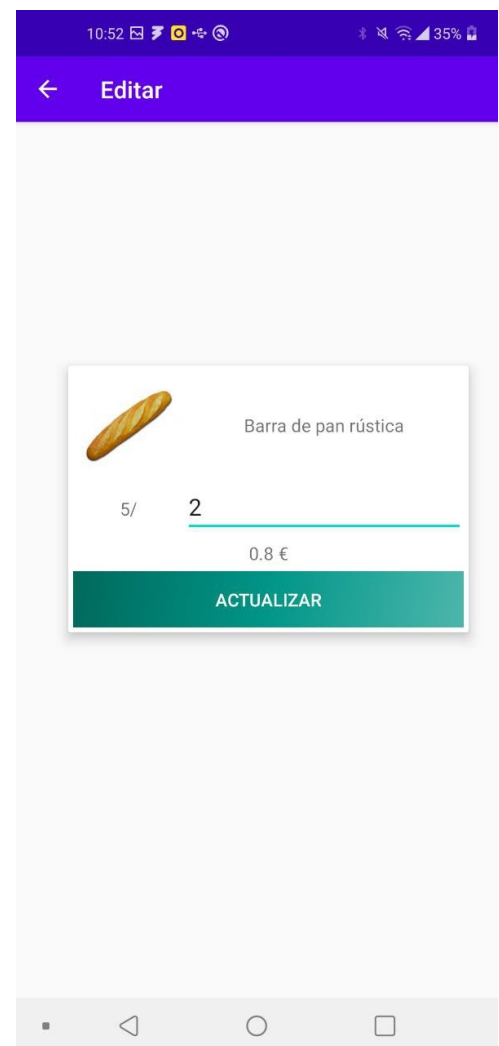 10:52 35%
Editar
Barra de pan rústica
5/ 2
0.8 €
ACTUALIZAR